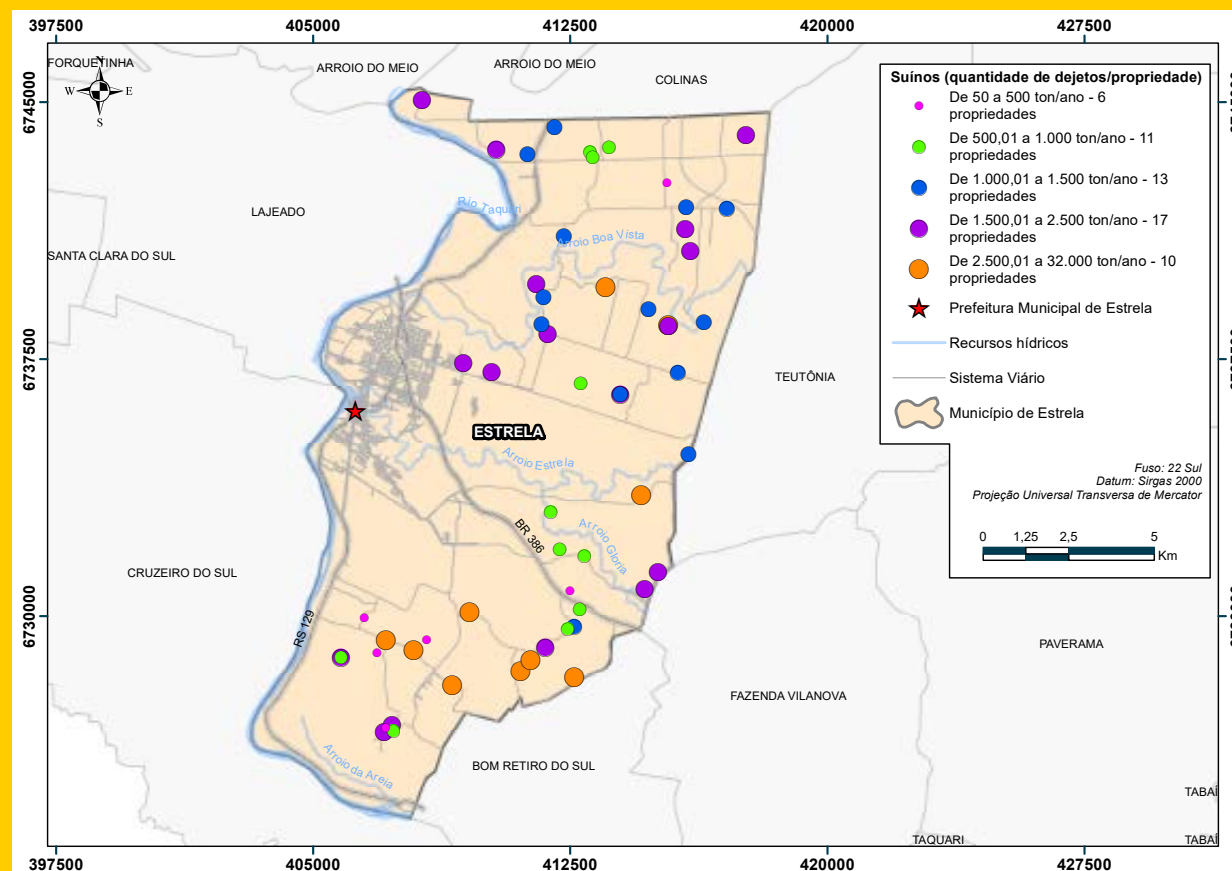 397500 405000 412500 420000 427500
FORQUETINHA
ARROIO DO MEIO
ARROIO DO MEIO
COLINAS
N
W E
S
6745000
Suínos (quantidade de dejetos/propriedade)
De 50 a 500 ton/ano - 6
propriedades
De 500,01 a 1.000 ton/ano - 11
propriedades
De 1.000,01 a 1.500 ton/ano - 13
propriedades
De 1.500,01 a 2.500 ton/ano - 17
propriedades
De 2.500,01 a 32.000 ton/ano - 10
propriedades
Prefeitura Municipal de Estrela
Recursos hídricos
Sistema Viário
Município de Estrela
Fuso: 22 Sul
Datum: Sirgas 2000
Projeção Universal Transversa de Mercator
0 1,25 2,5 5
Km
LAJEADO
Rio Taquari
Arroio Boa Vista
SANTA CLARA DO SUL
6737500
TEUTÔNIA
ESTRELA
Arroio Estrela
BR 386
Arroio Gloria
CRUZEIRO DO SUL
6730000
RS 129
PAVERAMA
FAZENDA VILANOVA
BOM RETIRO DO SUL
Arroio da Areia
TABAÍ
TAQUARI
TABAÍ
397500 405000 412500 420000 427500